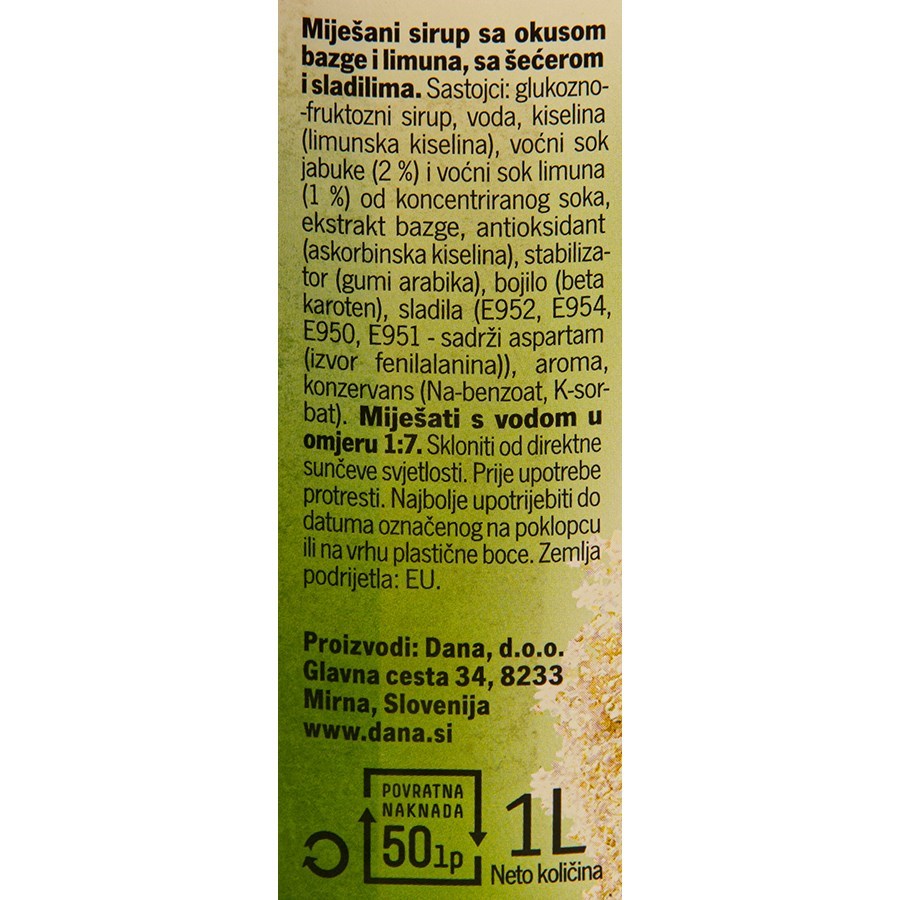 Miješani sirup sa okusom
bazge i limuna, sa šećerom
i sladilima. Sastojci: glukozno-
-fruktozni sirup, voda, kiselina
(limunska kiselina), voćni sok
jabuke (2 %) i voćni sok limuna
(1 %) od koncentriranog soka,
ekstrakt bazge, antioksidant
(askorbinska kiselina), stabiliza-
tor (gumi arabika), bojilo (beta
karoten), sladila (E952, E954,
E950, E951 - sadrži aspartam
(izvor fenilalanina)), aroma,
konzervans (Na-benzoat, K-sor-
bat). Miješati s vodom u
omjeru 1:7. Skloniti od direktne
sunčeve svjetlosti. Prije upotrebe
protresti. Najbolje upotrijebiti do
datuma označenog na poklopcu
ili na vrhu plastične boce. Zemlja
podrijetla: EU.
Proizvodi: Dana, d.o.o.
Glavna cesta 34, 8233
Mirna, Slovenija
www.dana.si
POVRATNA
NAKNADA
50lp
1L
Neto količina